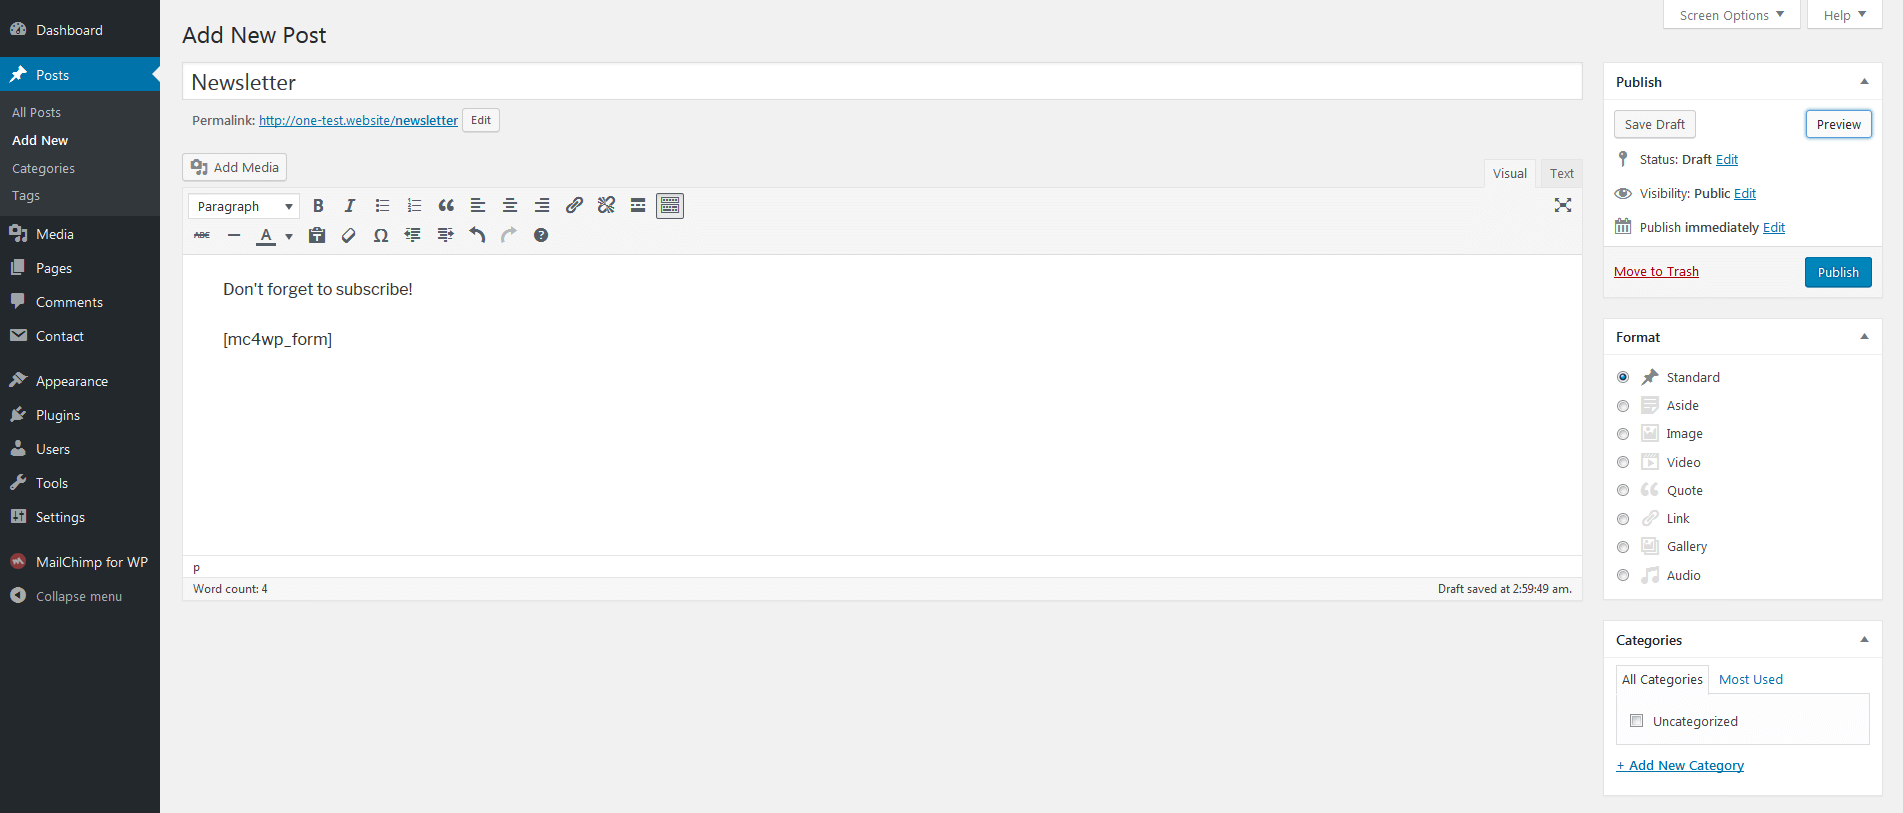 Dashboard
Posts
All Posts
Add New
Categories
Tags
Media
Pages
Comments
Contact
Appearance
Plugins
Users
Tools
Settings
MailChimp for WP
Collapse menu
Screen Options
Help
Add New Post
Newsletter
Permalink: http://one-test.website/newsletter Edit
Add Media
Visual Text
Paragraph
B I
ABC A Ω
Don't forget to subscribe!
[mc4wp_form]
p
Word count: 4
Draft saved at 2:59:49 am.
Publish
Save Draft Preview
Status: Draft Edit
Visibility: Public Edit
Publish immediately Edit
Move to Trash Publish
Format
Standard
Aside
Image
Video
Quote
Link
Gallery
Audio
Categories
All Categories Most Used
Uncategorized
+ Add New Category